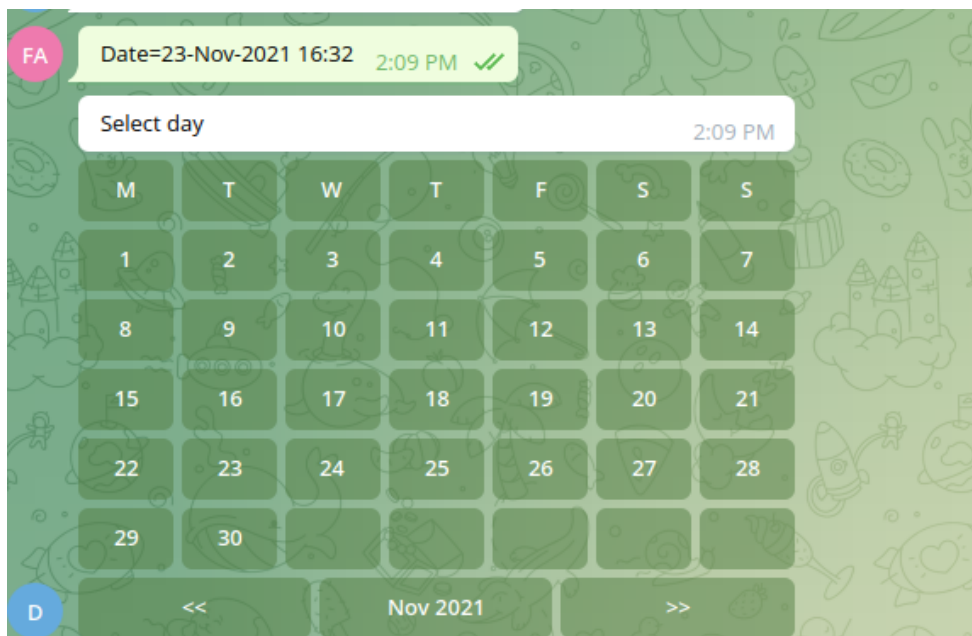 FA
Date=23-Nov-2021 16:32 2:09 PM
Select day 2:09 PM
M T W T F S S
1 2 3 4 5 6 7
8 9 10 11 12 13 14
15 16 17 18 19 20 21
22 23 24 25 26 27 28
29 30
D
<< Nov 2021 >>